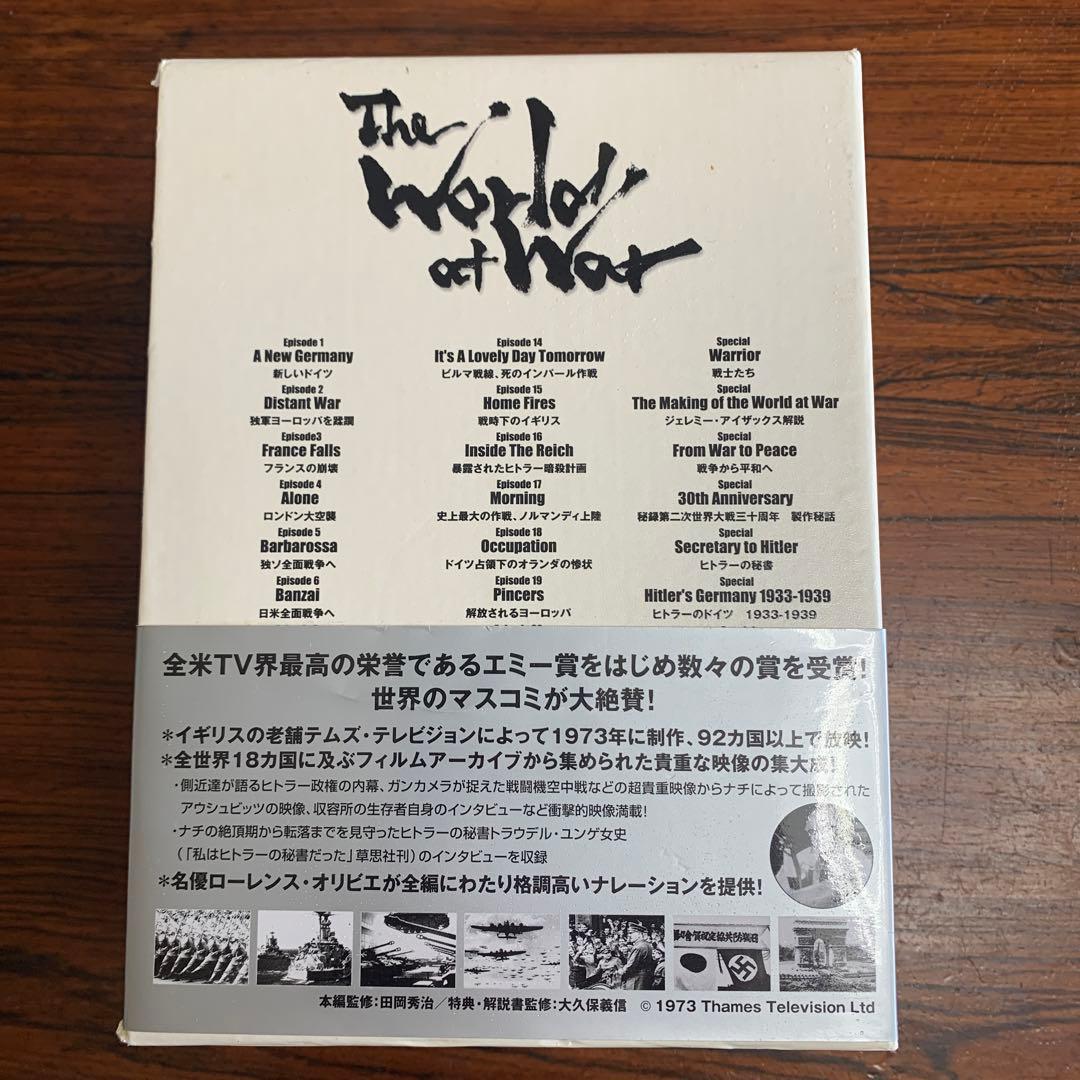 The
World
at War
Episode 1
A New Germany
新しいドイツ
Episode 2
Distant War
独軍ヨーロッパを蹂躙
Episode3
France Falls
フランスの崩壊
Episode 4
Alone
ロンドン大空襲
Episode 5
Barbarossa
独ソ全面戦争へ
Episode 6
Banzai
日米全面戦争へ
Episode 14
It's A Lovely Day Tomorrow
ビルマ戦線、死のインパール作戦
Episode 15
Home Fires
戦時下のイギリス
Episode 16
Inside The Reich
暴露されたヒトラー暗殺計画
Episode 17
Morning
史上最大の作戦、ノルマンディ上陸
Episode 18
Occupation
ドイツ占領下のオランダの惨状
Episode 19
Pincers
解放されるヨーロッパ
Special
Warrior
戦士たち
Special
The Making of the World at War
ジェレミー・アイザックス解説
Special
From War to Peace
戦争から平和へ
Special
30th Anniversary
秘録第二次世界大戦三十周年 製作秘話
Special
Secretary to Hitler
ヒトラーの秘書
Special
Hitler's Germany 1933-1939
ヒトラーのドイツ 1933-1939
全米TV界最高の栄誉であるエミー賞をはじめ数々の賞を受賞!
世界のマスコミが大絶賛!
*イギリスの老舗テムズ・テレビジョンによって1973年に制作、92カ国以上で放映!
*全世界18カ国に及ぶフィルムアーカイブから集められた貴重な映像の集大成!
・側近達が語るヒトラー政権の内幕、ガンカメラが捉えた戦闘機空中戦などの超貴重映像からナチによって撮影された
アウシュビッツの映像、収容所の生存者自身のインタビューなど衝撃的映像満載!
・ナチの絶頂期から転落までを見守ったヒトラーの秘書トラウデル・ユンゲ女史
(「私はヒトラーの秘書だった」草思社刊)のインタビューを収録
*名優ローレンス・オリビエが全編にわたり格調高いナレーションを提供!
本編監修:田岡秀治/特典・解説書監修:大久保義信 © 1973 Thames Television Ltd